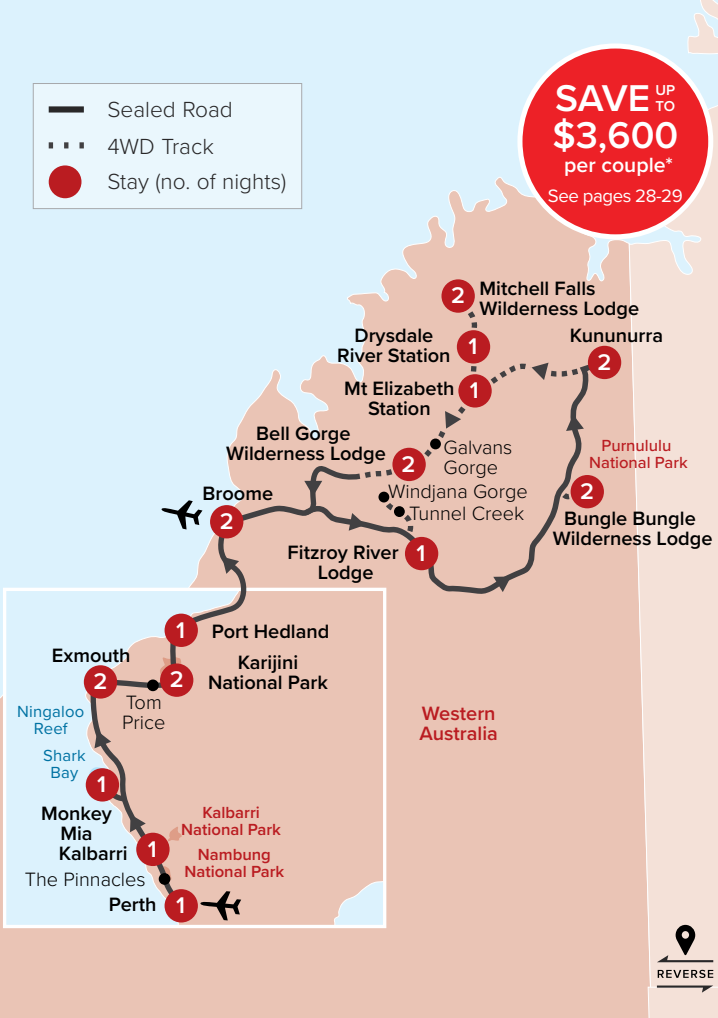 SAVE UP TO
$3,600
per couple*
See pages 28-29
Sealed Road
4WD Track
Stay (no. of nights)
2
Mitchell Falls
Wilderness Lodge
Drysdale
River Station
1
Kununurra
2
Mt Elizabeth
Station
1
Bell Gorge
Wilderness Lodge
2
Galvans
Gorge
Purnululu
National Park
Windjana Gorge
Tunnel Creek
2
Bungle Bungle
Wilderness Lodge
Broome
2
Fitzroy River
Lodge
1
1
Port Hedland
Exmouth
2
2
Karijini
National Park
Tom
Price
Ningaloo
Reef
Western
Australia
Shark
Bay
1
Monkey
Mia
Kalbarri
National Park
Kalbarri
1
Nambung
National Park
The Pinnacles
Perth
1
REVERSE